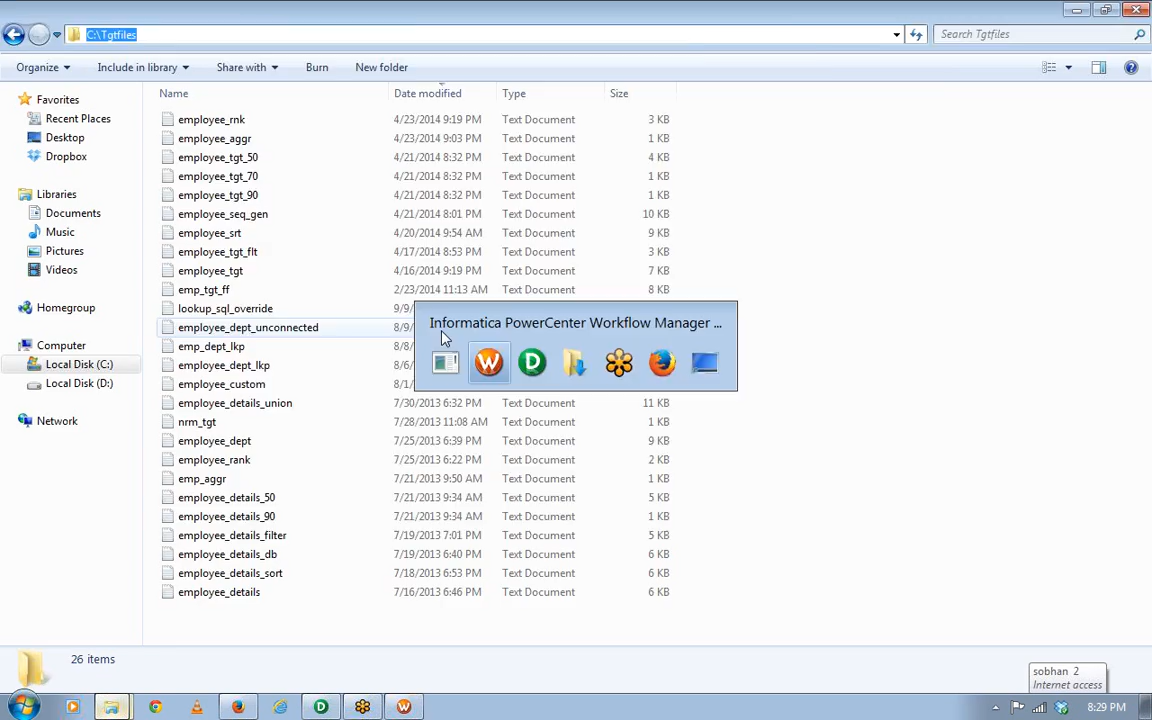 C:\Tgtfiles
Search Tgtfiles
Organize
Include in library
Share with
Burn
New folder
Name
Date modified
Type
Size
Favorites
Recent Places
Desktop
Dropbox
Libraries
Documents
Music
Pictures
Videos
Homegroup
Computer
Local Disk (C:)
Local Disk (D:)
Network
employee_rnk 4/23/2014 9:19 PM Text Document 3 KB
employee_aggr 4/23/2014 9:03 PM Text Document 1 KB
employee_tgt_50 4/21/2014 8:32 PM Text Document 4 KB
employee_tgt_70 4/21/2014 8:32 PM Text Document 1 KB
employee_tgt_90 4/21/2014 8:32 PM Text Document 1 KB
employee_seq_gen 4/21/2014 8:01 PM Text Document 10 KB
employee_srt 4/20/2014 9:54 AM Text Document 9 KB
employee_tgt_flt 4/17/2014 8:53 PM Text Document 3 KB
employee_tgt 4/16/2014 9:19 PM Text Document 7 KB
emp_tgt_ff 2/23/2014 11:13 AM Text Document 8 KB
lookup_sql_override 9/9/
employee_dept_unconnected 8/9/
emp_dept_lkp 8/8/
employee_dept_lkp 8/6/
employee_custom 8/1/
employee_details_union 7/30/2013 6:32 PM Text Document 11 KB
nrm_tgt 7/28/2013 11:08 AM Text Document 1 KB
employee_dept 7/25/2013 6:39 PM Text Document 9 KB
employee_rank 7/25/2013 6:22 PM Text Document 2 KB
emp_aggr 7/21/2013 9:50 AM Text Document 1 KB
employee_details_50 7/21/2013 9:34 AM Text Document 5 KB
employee_details_90 7/21/2013 9:34 AM Text Document 1 KB
employee_details_filter 7/19/2013 7:01 PM Text Document 5 KB
employee_details_db 7/19/2013 6:40 PM Text Document 6 KB
employee_details_sort 7/18/2013 6:53 PM Text Document 6 KB
employee_details 7/16/2013 6:46 PM Text Document 6 KB
Informatica PowerCenter Workflow Manager ...
W
D
26 items
sobhan 2
Internet access
8:29 PM